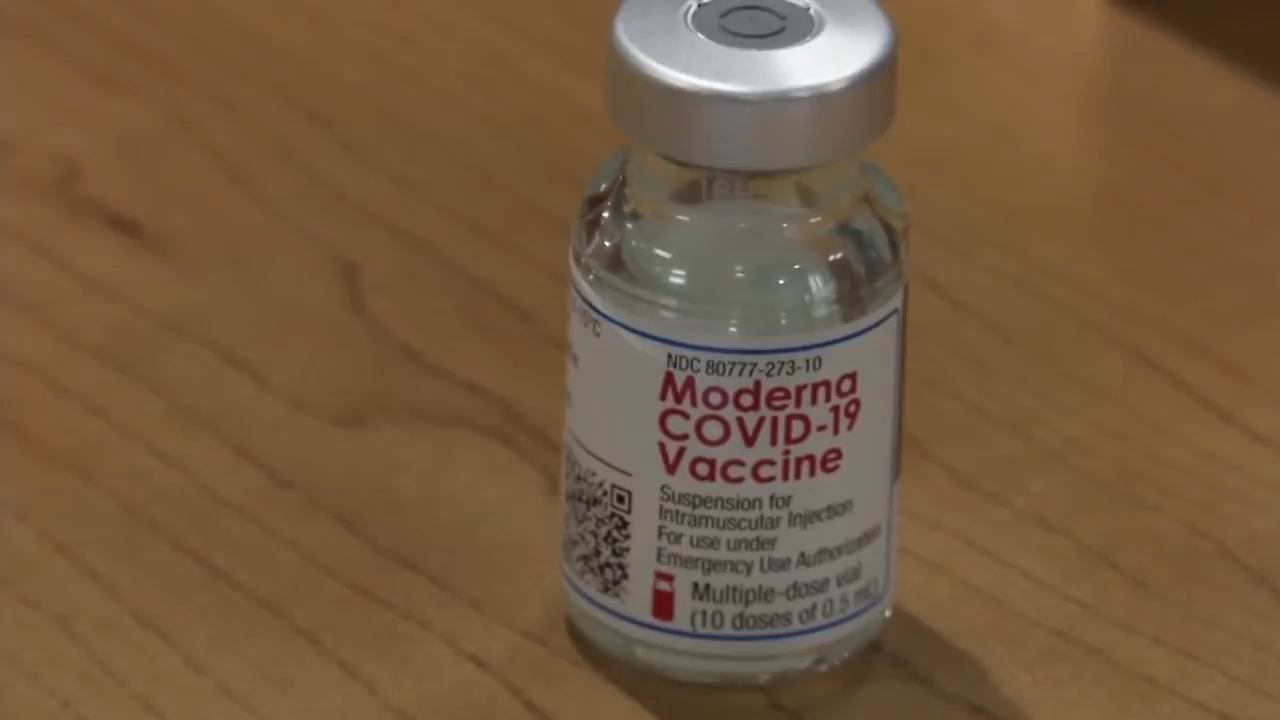 NDC 80777-273-10
Moderna
COVID-19
Vaccine
Suspension for
Intramuscular Injection
For use under
Emergency Use Authorization
Multiple-dose vial
(10 doses of 0.5 mL)